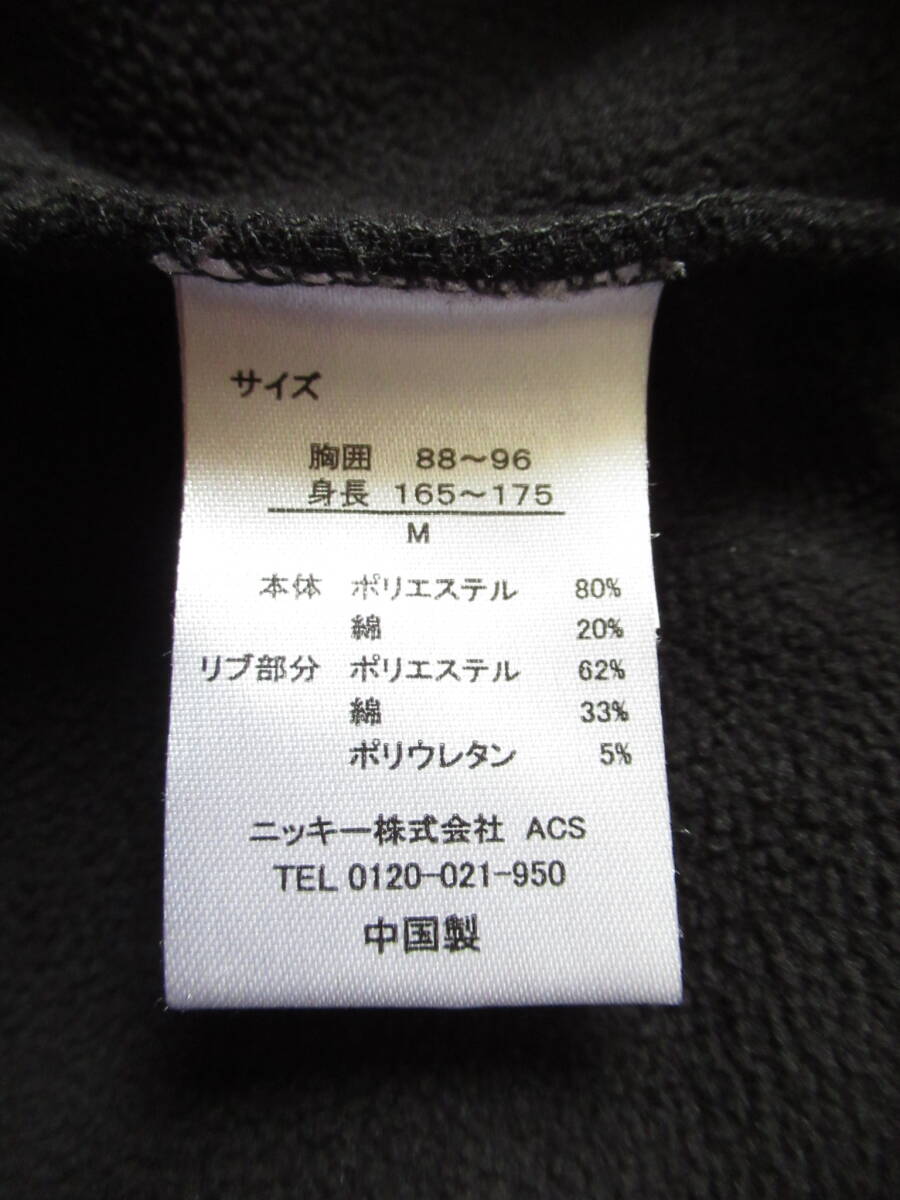 サイズ
胸囲 88～96
身長 165～175
M
本体 ポリエステル 80%
綿 20%
リブ部分 ポリエステル 62%
綿 33%
ポリウレタン 5%
ニッキー株式会社 ACS
TEL 0120-021-950
中国製